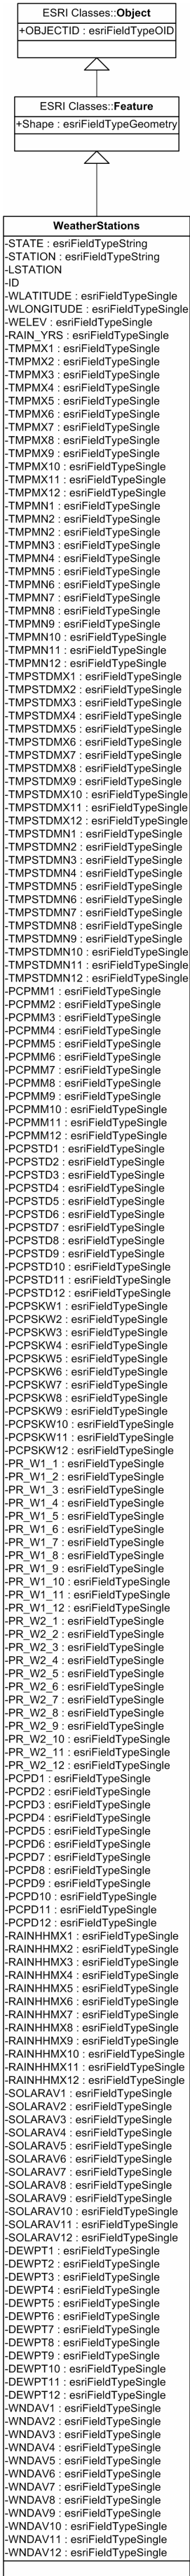 ESRI Classes::Object
+OBJECTID : esriFieldTypeOID
ESRI Classes::Feature
+Shape : esriFieldTypeGeometry
WeatherStations
-STATE : esriFieldTypeString
-STATION : esriFieldTypeString
-LSTATION
-ID
-WLATITUDE : esriFieldTypeSingle
-WLONGITUDE : esriFieldTypeSingle
-WELEV : esriFieldTypeSingle
-RAIN_YRS : esriFieldTypeSingle
-TMPMX1 : esriFieldTypeSingle
-TMPMX2 : esriFieldTypeSingle
-TMPMX3 : esriFieldTypeSingle
-TMPMX4 : esriFieldTypeSingle
-TMPMX5 : esriFieldTypeSingle
-TMPMX6 : esriFieldTypeSingle
-TMPMX7 : esriFieldTypeSingle
-TMPMX8 : esriFieldTypeSingle
-TMPMX9 : esriFieldTypeSingle
-TMPMX10 : esriFieldTypeSingle
-TMPMX11 : esriFieldTypeSingle
-TMPMX12 : esriFieldTypeSingle
-TMPMN1 : esriFieldTypeSingle
-TMPMN2 : esriFieldTypeSingle
-TMPMN2 : esriFieldTypeSingle
-TMPMN3 : esriFieldTypeSingle
-TMPMN4 : esriFieldTypeSingle
-TMPMN5 : esriFieldTypeSingle
-TMPMN6 : esriFieldTypeSingle
-TMPMN7 : esriFieldTypeSingle
-TMPMN8 : esriFieldTypeSingle
-TMPMN9 : esriFieldTypeSingle
-TMPMN10 : esriFieldTypeSingle
-TMPMN11 : esriFieldTypeSingle
-TMPMN12 : esriFieldTypeSingle
-TMPSTDMX1 : esriFieldTypeSingle
-TMPSTDMX2 : esriFieldTypeSingle
-TMPSTDMX3 : esriFieldTypeSingle
-TMPSTDMX4 : esriFieldTypeSingle
-TMPSTDMX5 : esriFieldTypeSingle
-TMPSTDMX6 : esriFieldTypeSingle
-TMPSTDMX7 : esriFieldTypeSingle
-TMPSTDMX8 : esriFieldTypeSingle
-TMPSTDMX9 : esriFieldTypeSingle
-TMPSTDMX10 : esriFieldTypeSingle
-TMPSTDMX11 : esriFieldTypeSingle
-TMPSTDMX12 : esriFieldTypeSingle
-TMPSTDMN1 : esriFieldTypeSingle
-TMPSTDMN2 : esriFieldTypeSingle
-TMPSTDMN3 : esriFieldTypeSingle
-TMPSTDMN4 : esriFieldTypeSingle
-TMPSTDMN5 : esriFieldTypeSingle
-TMPSTDMN6 : esriFieldTypeSingle
-TMPSTDMN7 : esriFieldTypeSingle
-TMPSTDMN8 : esriFieldTypeSingle
-TMPSTDMN9 : esriFieldTypeSingle
-TMPSTDMN10 : esriFieldTypeSingle
-TMPSTDMN11 : esriFieldTypeSingle
-TMPSTDMN12 : esriFieldTypeSingle
-PCPMM1 : esriFieldTypeSingle
-PCPMM2 : esriFieldTypeSingle
-PCPMM3 : esriFieldTypeSingle
-PCPMM4 : esriFieldTypeSingle
-PCPMM5 : esriFieldTypeSingle
-PCPMM6 : esriFieldTypeSingle
-PCPMM7 : esriFieldTypeSingle
-PCPMM8 : esriFieldTypeSingle
-PCPMM9 : esriFieldTypeSingle
-PCPMM10 : esriFieldTypeSingle
-PCPMM11 : esriFieldTypeSingle
-PCPMM12 : esriFieldTypeSingle
-PCPSTD1 : esriFieldTypeSingle
-PCPSTD2 : esriFieldTypeSingle
-PCPSTD3 : esriFieldTypeSingle
-PCPSTD4 : esriFieldTypeSingle
-PCPSTD5 : esriFieldTypeSingle
-PCPSTD6 : esriFieldTypeSingle
-PCPSTD7 : esriFieldTypeSingle
-PCPSTD8 : esriFieldTypeSingle
-PCPSTD9 : esriFieldTypeSingle
-PCPSTD10 : esriFieldTypeSingle
-PCPSTD11 : esriFieldTypeSingle
-PCPSTD12 : esriFieldTypeSingle
-PCPSKW1 : esriFieldTypeSingle
-PCPSKW2 : esriFieldTypeSingle
-PCPSKW3 : esriFieldTypeSingle
-PCPSKW4 : esriFieldTypeSingle
-PCPSKW5 : esriFieldTypeSingle
-PCPSKW6 : esriFieldTypeSingle
-PCPSKW7 : esriFieldTypeSingle
-PCPSKW8 : esriFieldTypeSingle
-PCPSKW9 : esriFieldTypeSingle
-PCPSKW10 : esriFieldTypeSingle
-PCPSKW11 : esriFieldTypeSingle
-PCPSKW12 : esriFieldTypeSingle
-PR_W1_1 : esriFieldTypeSingle
-PR_W1_2 : esriFieldTypeSingle
-PR_W1_3 : esriFieldTypeSingle
-PR_W1_4 : esriFieldTypeSingle
-PR_W1_5 : esriFieldTypeSingle
-PR_W1_6 : esriFieldTypeSingle
-PR_W1_7 : esriFieldTypeSingle
-PR_W1_8 : esriFieldTypeSingle
-PR_W1_9 : esriFieldTypeSingle
-PR_W1_10 : esriFieldTypeSingle
-PR_W1_11 : esriFieldTypeSingle
-PR_W1_12 : esriFieldTypeSingle
-PR_W2_1 : esriFieldTypeSingle
-PR_W2_2 : esriFieldTypeSingle
-PR_W2_3 : esriFieldTypeSingle
-PR_W2_4 : esriFieldTypeSingle
-PR_W2_5 : esriFieldTypeSingle
-PR_W2_6 : esriFieldTypeSingle
-PR_W2_7 : esriFieldTypeSingle
-PR_W2_8 : esriFieldTypeSingle
-PR_W2_9 : esriFieldTypeSingle
-PR_W2_10 : esriFieldTypeSingle
-PR_W2_11 : esriFieldTypeSingle
-PR_W2_12 : esriFieldTypeSingle
-PCPD1 : esriFieldTypeSingle
-PCPD2 : esriFieldTypeSingle
-PCPD3 : esriFieldTypeSingle
-PCPD4 : esriFieldTypeSingle
-PCPD5 : esriFieldTypeSingle
-PCPD6 : esriFieldTypeSingle
-PCPD7 : esriFieldTypeSingle
-PCPD8 : esriFieldTypeSingle
-PCPD9 : esriFieldTypeSingle
-PCPD10 : esriFieldTypeSingle
-PCPD11 : esriFieldTypeSingle
-PCPD12 : esriFieldTypeSingle
-RAINHHMX1 : esriFieldTypeSingle
-RAINHHMX2 : esriFieldTypeSingle
-RAINHHMX3 : esriFieldTypeSingle
-RAINHHMX4 : esriFieldTypeSingle
-RAINHHMX5 : esriFieldTypeSingle
-RAINHHMX6 : esriFieldTypeSingle
-RAINHHMX7 : esriFieldTypeSingle
-RAINHHMX8 : esriFieldTypeSingle
-RAINHHMX9 : esriFieldTypeSingle
-RAINHHMX10 : esriFieldTypeSingle
-RAINHHMX11 : esriFieldTypeSingle
-RAINHHMX12 : esriFieldTypeSingle
-SOLARAV1 : esriFieldTypeSingle
-SOLARAV2 : esriFieldTypeSingle
-SOLARAV3 : esriFieldTypeSingle
-SOLARAV4 : esriFieldTypeSingle
-SOLARAV5 : esriFieldTypeSingle
-SOLARAV6 : esriFieldTypeSingle
-SOLARAV7 : esriFieldTypeSingle
-SOLARAV8 : esriFieldTypeSingle
-SOLARAV9 : esriFieldTypeSingle
-SOLARAV10 : esriFieldTypeSingle
-SOLARAV11 : esriFieldTypeSingle
-SOLARAV12 : esriFieldTypeSingle
-DEWPT1 : esriFieldTypeSingle
-DEWPT2 : esriFieldTypeSingle
-DEWPT3 : esriFieldTypeSingle
-DEWPT4 : esriFieldTypeSingle
-DEWPT5 : esriFieldTypeSingle
-DEWPT6 : esriFieldTypeSingle
-DEWPT7 : esriFieldTypeSingle
-DEWPT8 : esriFieldTypeSingle
-DEWPT9 : esriFieldTypeSingle
-DEWPT10 : esriFieldTypeSingle
-DEWPT11 : esriFieldTypeSingle
-DEWPT12 : esriFieldTypeSingle
-WNDAV1 : esriFieldTypeSingle
-WNDAV2 : esriFieldTypeSingle
-WNDAV3 : esriFieldTypeSingle
-WNDAV4 : esriFieldTypeSingle
-WNDAV5 : esriFieldTypeSingle
-WNDAV6 : esriFieldTypeSingle
-WNDAV7 : esriFieldTypeSingle
-WNDAV8 : esriFieldTypeSingle
-WNDAV9 : esriFieldTypeSingle
-WNDAV10 : esriFieldTypeSingle
-WNDAV11 : esriFieldTypeSingle
-WNDAV12 : esriFieldTypeSingle